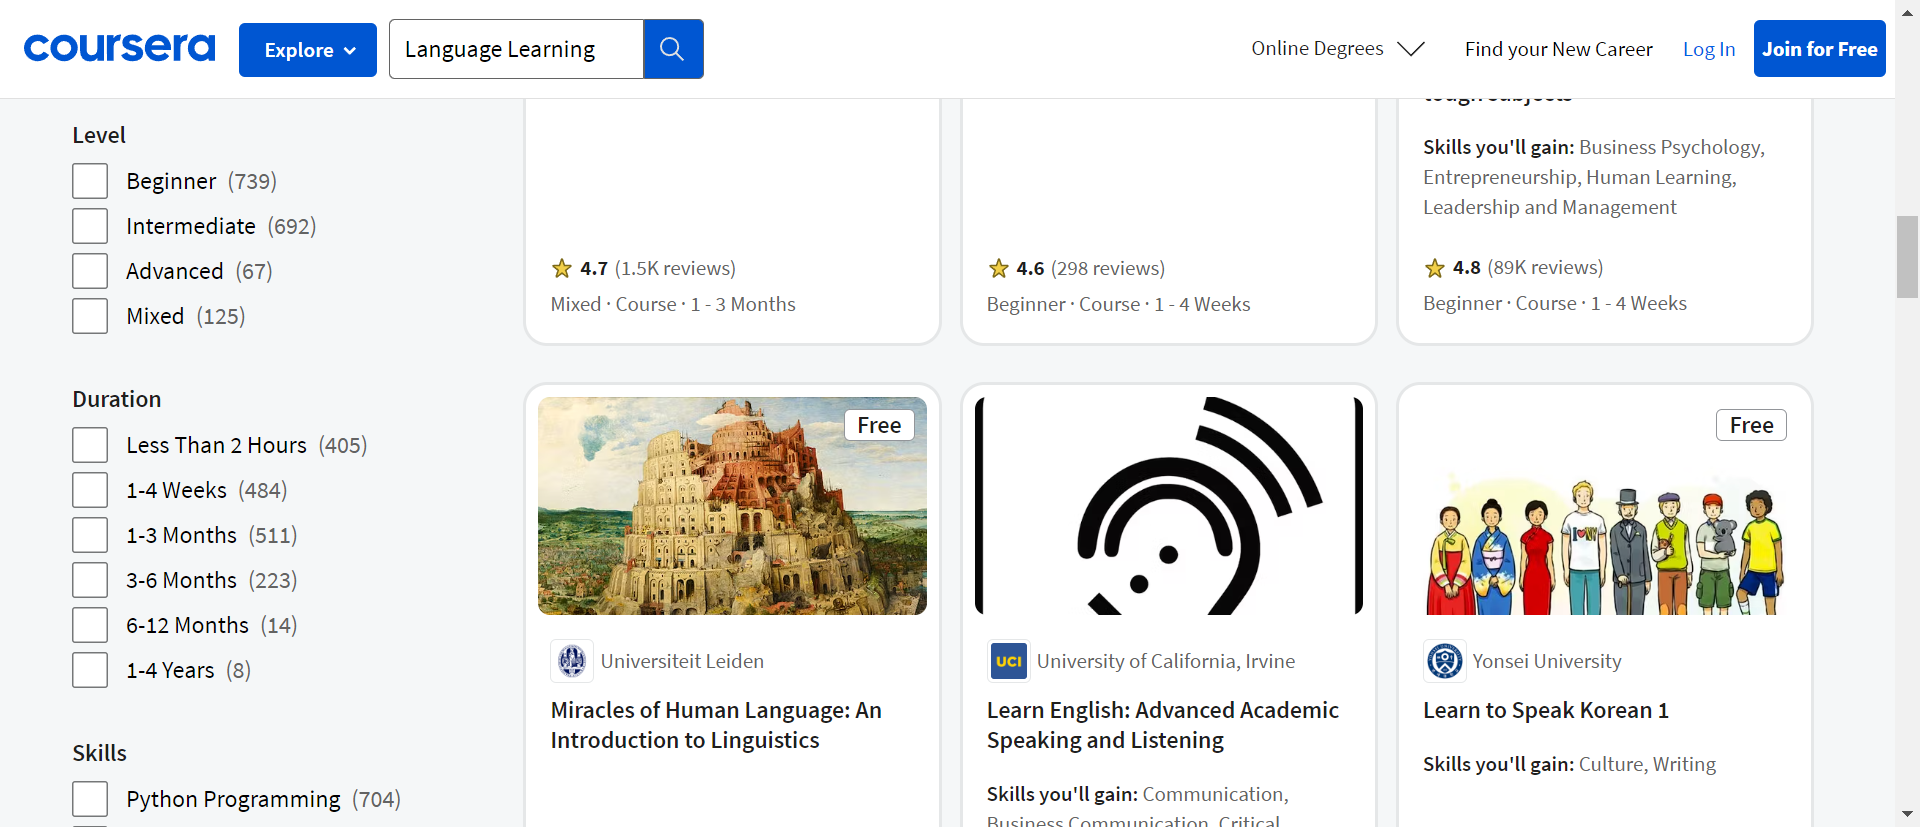 coursera
Explore
Language Learning
Online Degrees
Find your New Career
Log In
Join for Free
Level
Beginner (739)
Intermediate (692)
Advanced (67)
Mixed (125)
Duration
Less Than 2 Hours (405)
1-4 Weeks (484)
1-3 Months (511)
3-6 Months (223)
6-12 Months (14)
1-4 Years (8)
Skills
Python Programming (704)
4.7 (1.5K reviews)
Mixed · Course · 1 - 3 Months
4.6 (298 reviews)
Beginner · Course · 1 - 4 Weeks
tough subjects
Skills you'll gain: Business Psychology,
Entrepreneurship, Human Learning,
Leadership and Management
4.8 (89K reviews)
Beginner · Course · 1 - 4 Weeks
Free
Universiteit Leiden
Miracles of Human Language: An
Introduction to Linguistics
UCI
University of California, Irvine
Learn English: Advanced Academic
Speaking and Listening
Skills you'll gain: Communication,
Business Communication, Critical
Free
I ♥ NY
Yonsei University
Learn to Speak Korean 1
Skills you'll gain: Culture, Writing